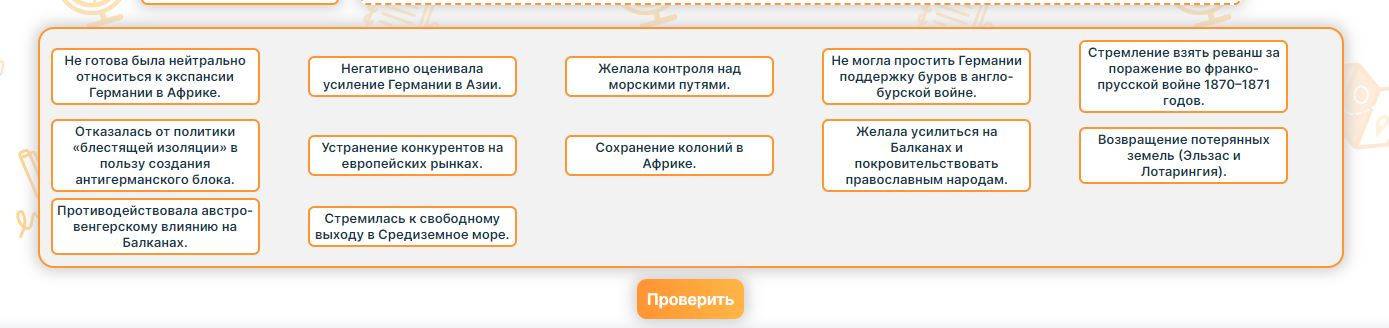 Не готова была нейтрально
относиться к экспансии
Германии в Африке.
Негативно оценивала
усиление Германии в Азии.
Желала контроля над
морскими путями.
Не могла простить Германии
поддержку буров в англо-
бурской войне.
Стремление взять реванш за
поражение во франко-
прусской войне 1870–1871
годов.
Отказалась от политики
«блестящей изоляции» в
пользу создания
антигерманского блока.
Устранение конкурентов на
европейских рынках.
Сохранение колоний в
Африке.
Желала усилиться на
Балканах и
покровительствовать
православным народам.
Возвращение потерянных
земель (Эльзас и
Лотарингия).
Противодействовала австро-
венгерскому влиянию на
Балканах.
Стремилась к свободному
выходу в Средиземное море.
Проверить